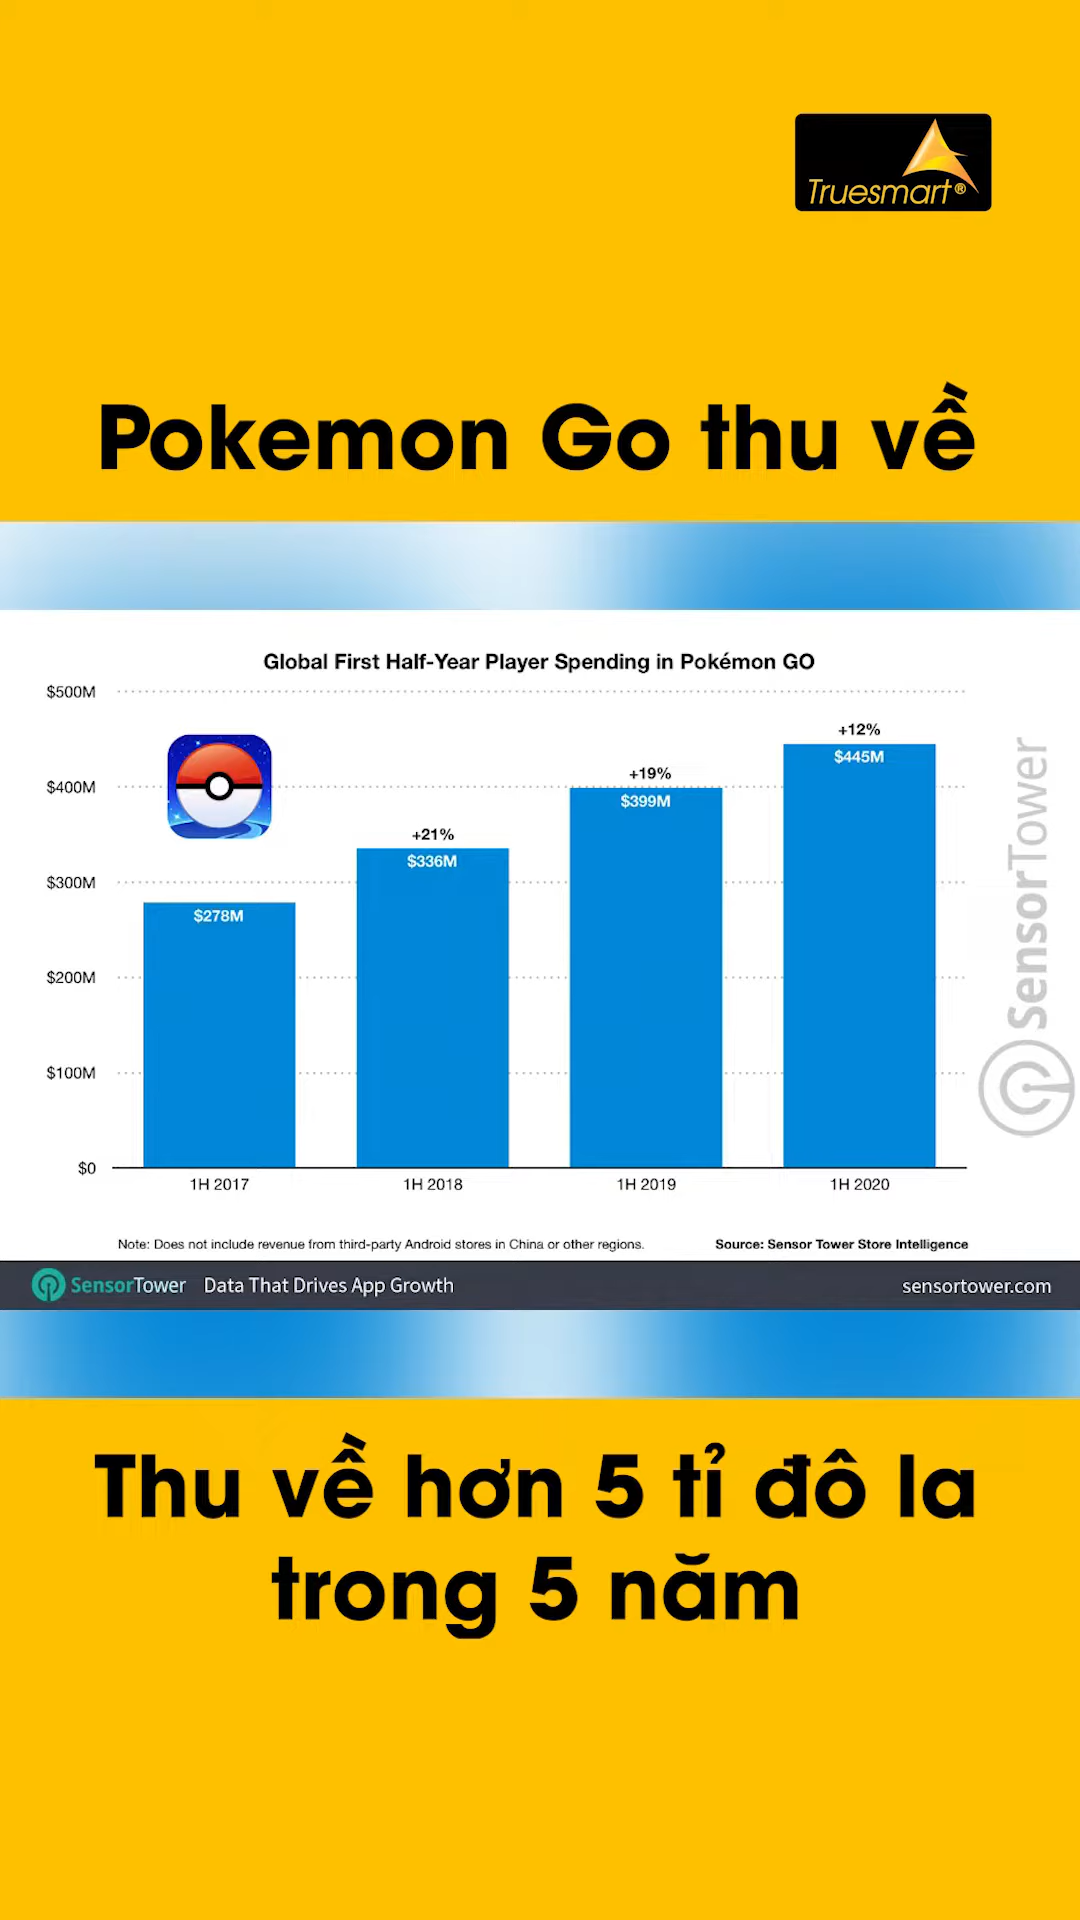 Truesmart®
Pokemon Go thu về
Global First Half-Year Player Spending in Pokémon GO
$500M
$400M
$300M
$200M
$100M
$0
$278M
+21%
$336M
+19%
$399M
+12%
$445M
1H 2017
1H 2018
1H 2019
1H 2020
SensorTower
Note: Does not include revenue from third-party Android stores in China or other regions.
Source: Sensor Tower Store Intelligence
SensorTower Data That Drives App Growth
sensortower.com
Thu về hơn 5 tỉ đô la
trong 5 năm